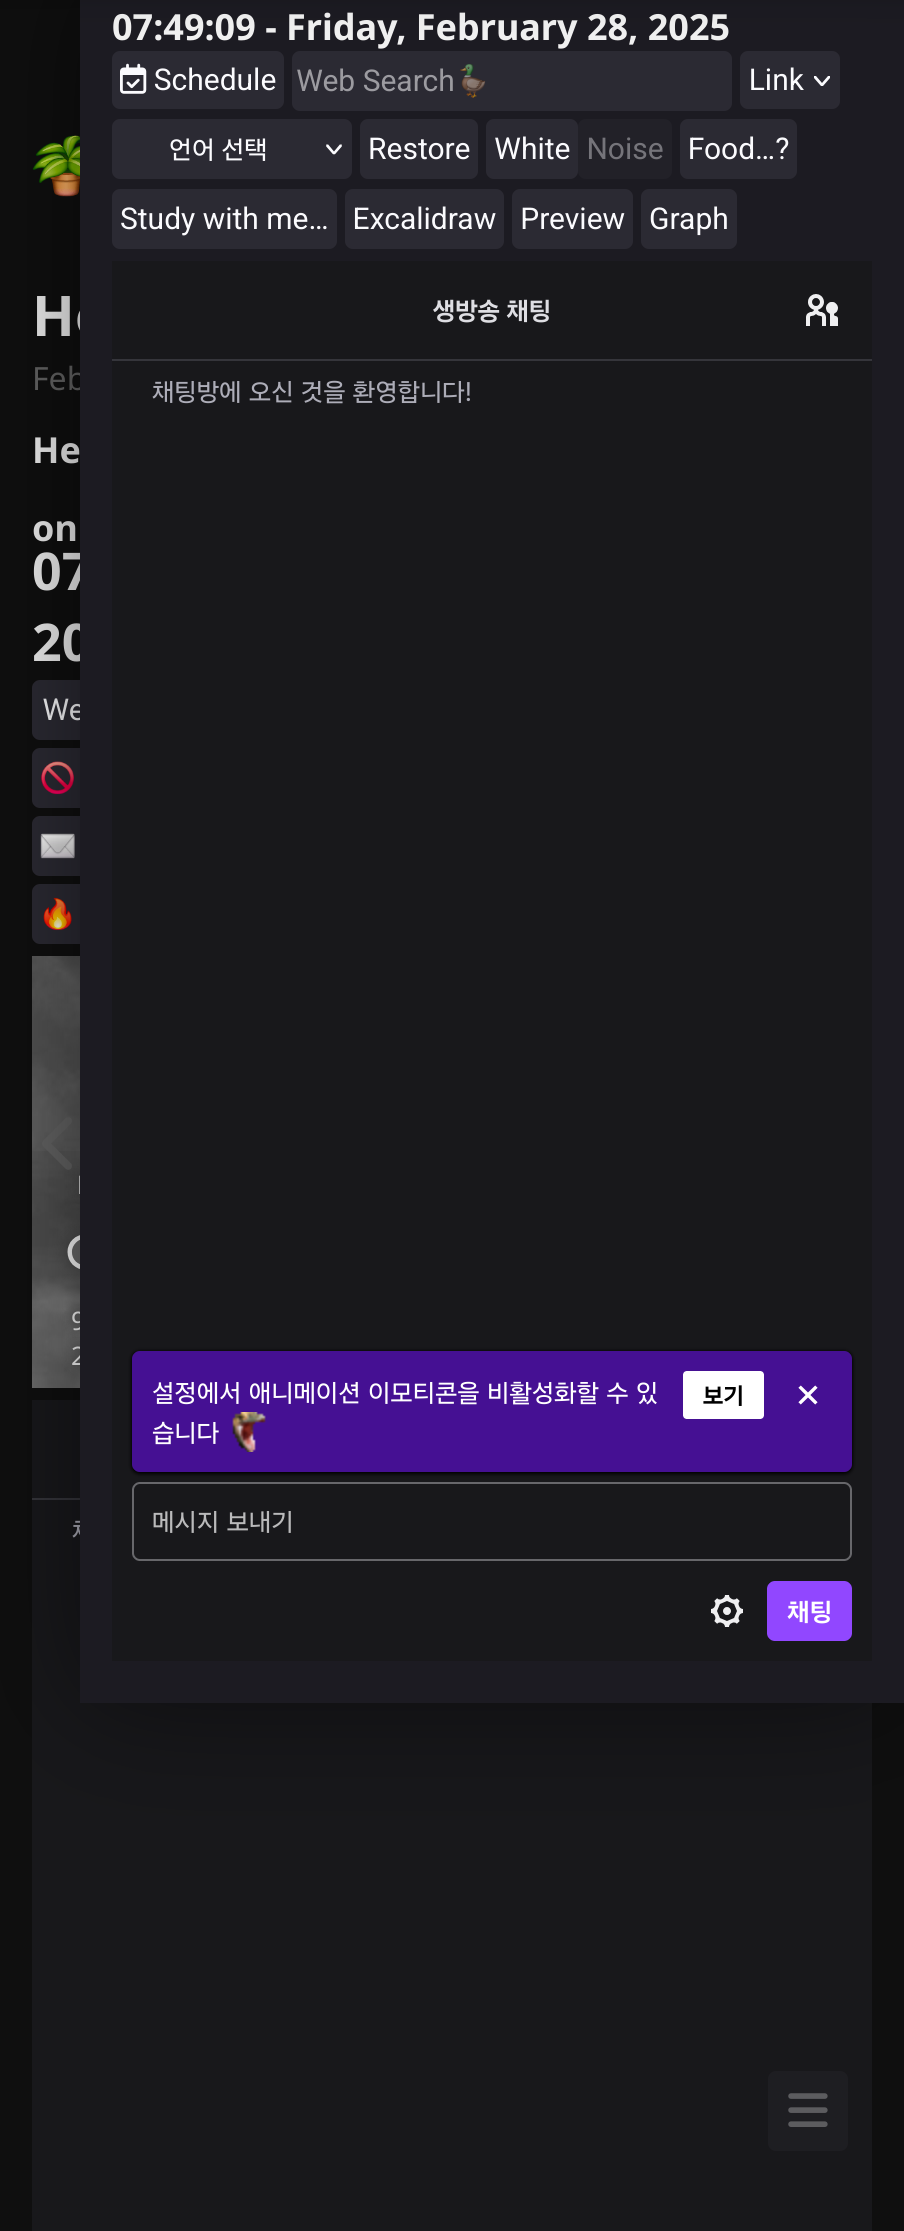 07:49:09 - Friday, February 28, 2025
Schedule
Web Search🦆
Link
언어 선택
Restore
White
Noise
Food...?
Study with me...
Excalidraw
Preview
Graph
생방송 채팅
채팅방에 오신 것을 환영합니다!
Feb
on
07
20
We
설정에서 애니메이션 이모티콘을 비활성화할 수 있
습니다
보기
메시지 보내기
채팅